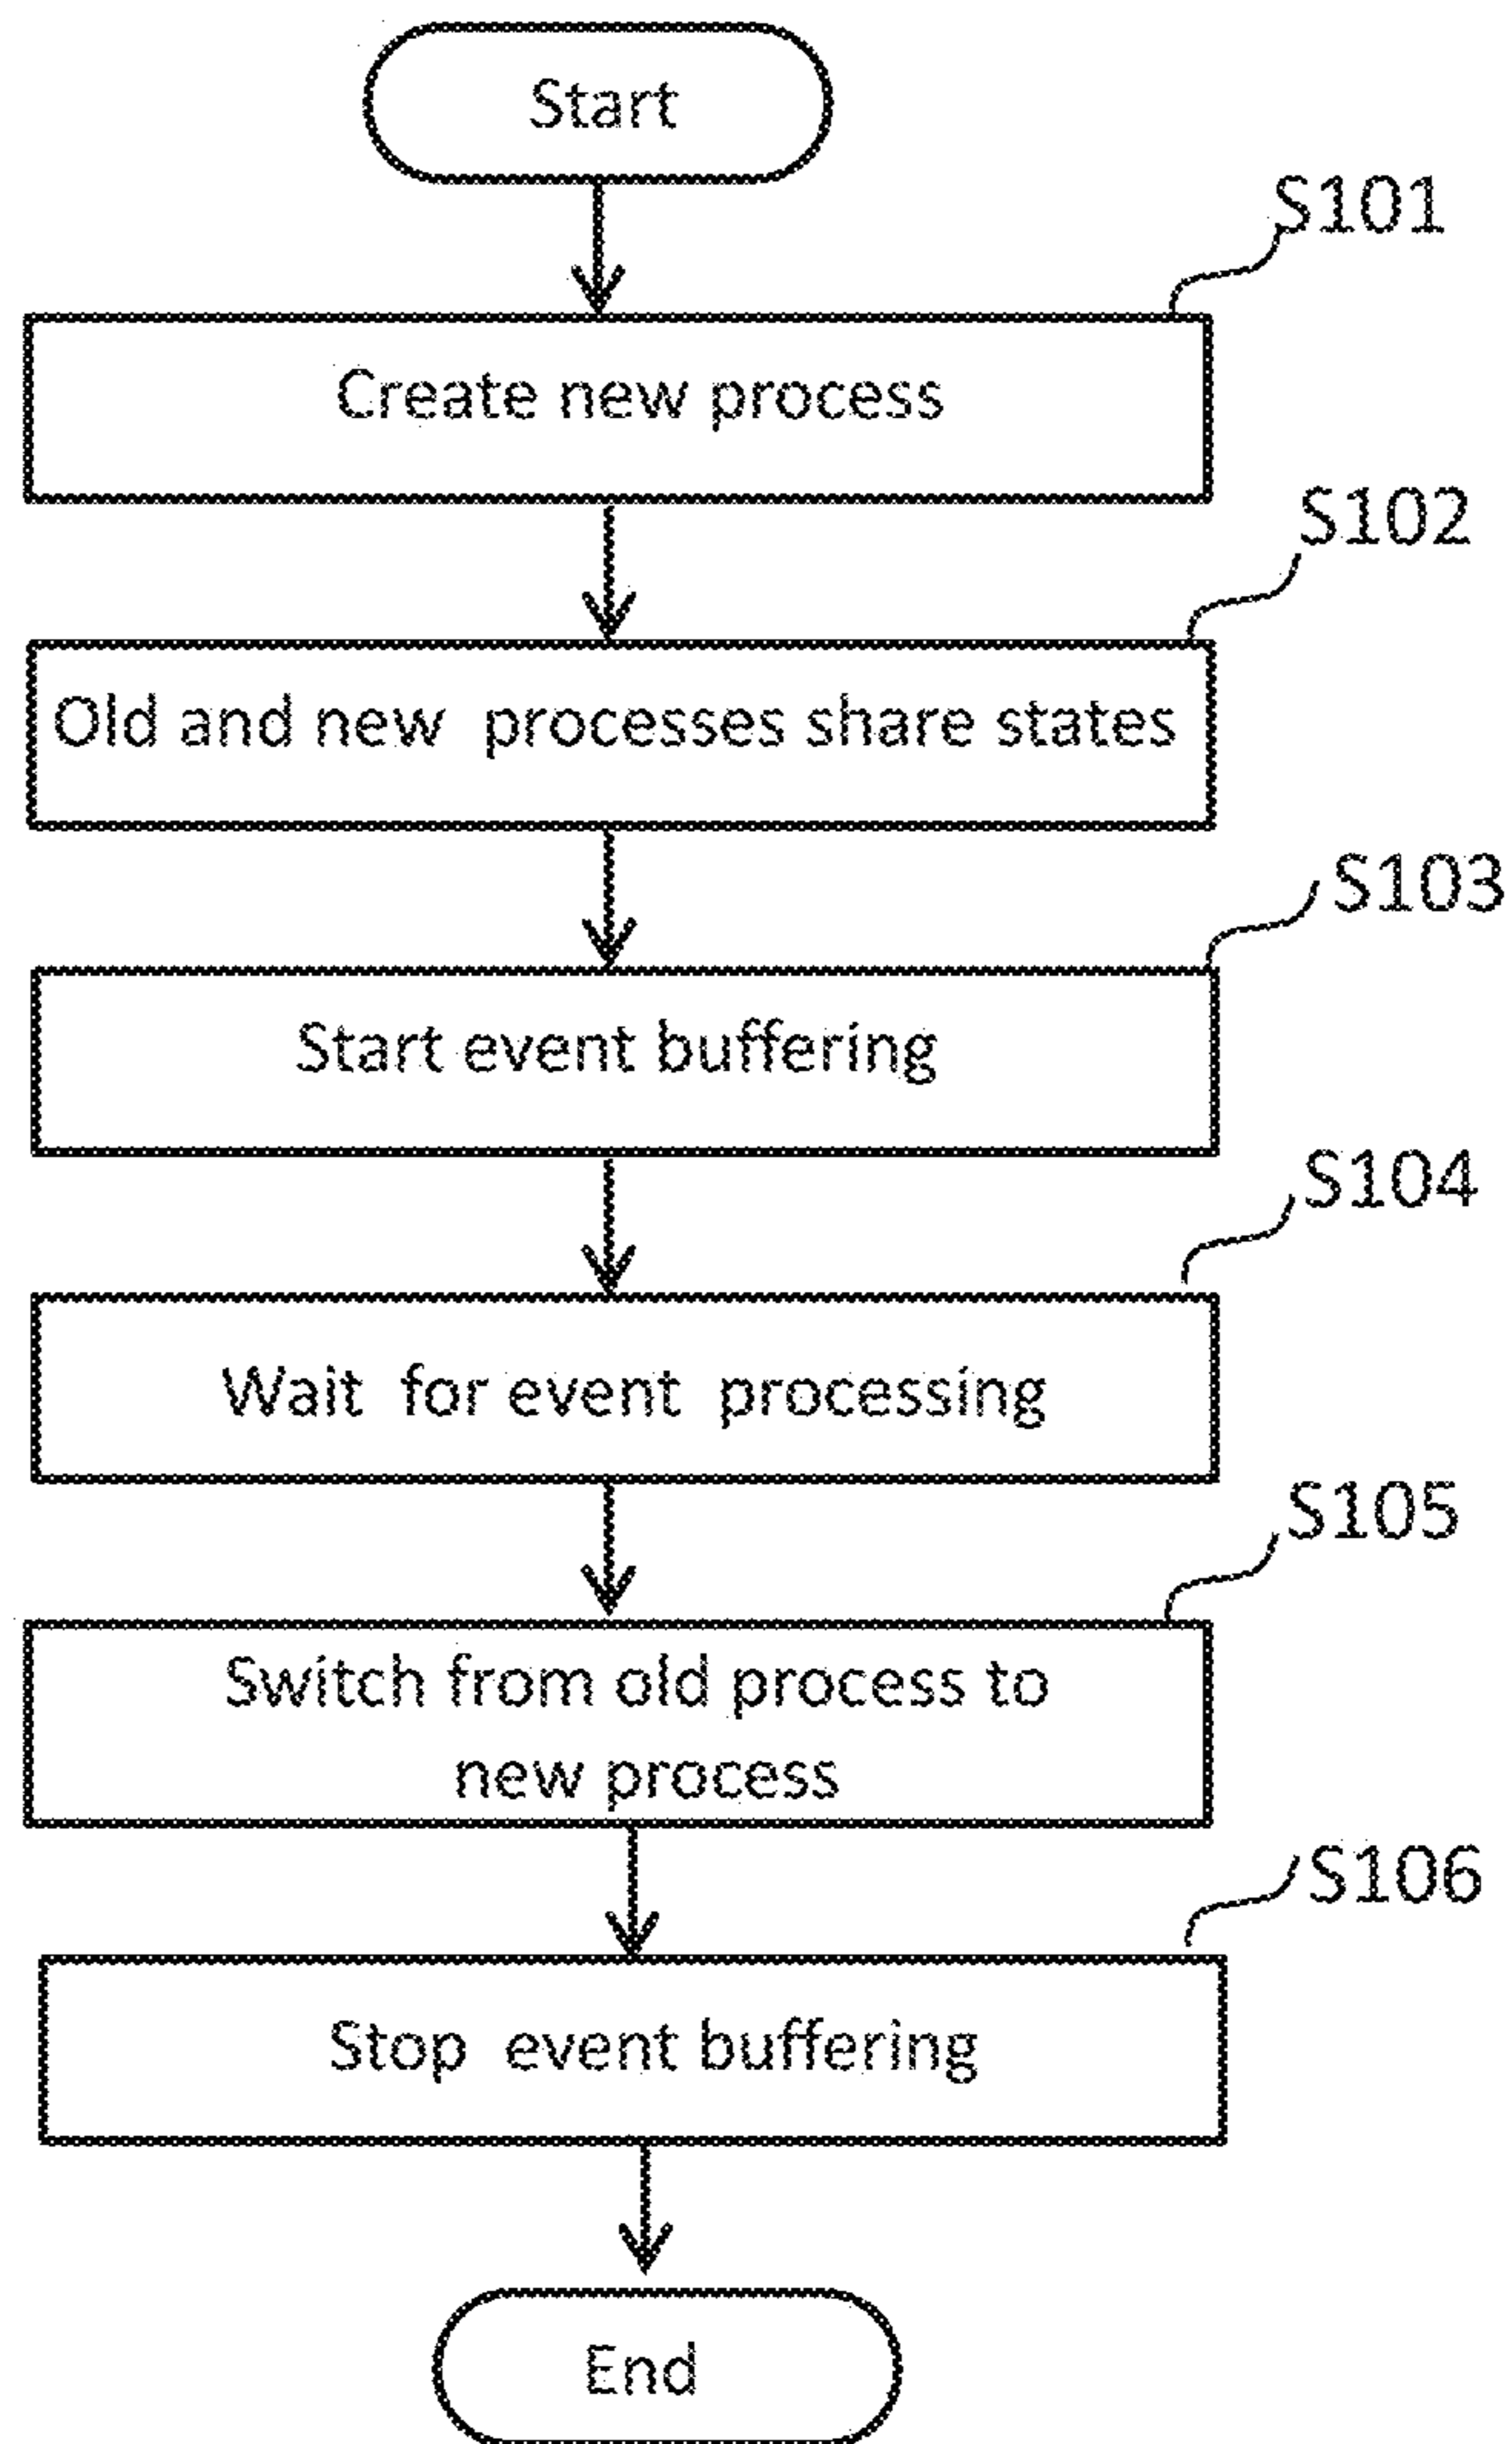 Start
S101
Create new process
S102
Old and new processes share states
S103
Start event buffering
S104
Wait for event processing
S105
Switch from old process to
new process
S106
Stop event buffering
End